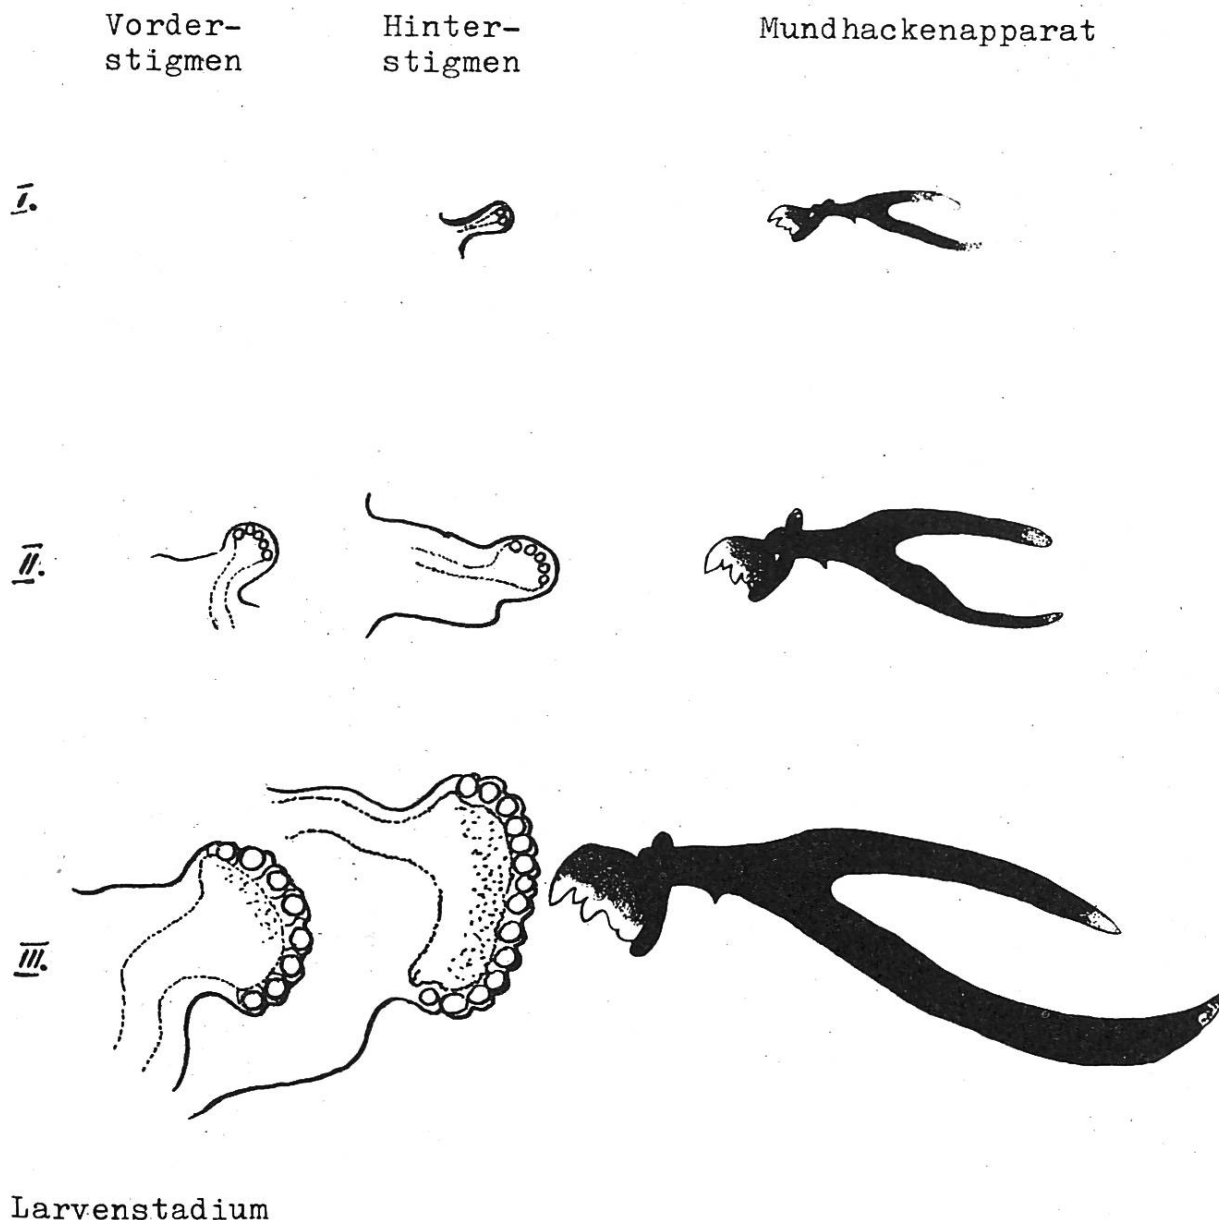 Vorder-
stigmen
Hinter-
stigmen
Mundhackenapparat
I.
II.
III.
Larvenstadium